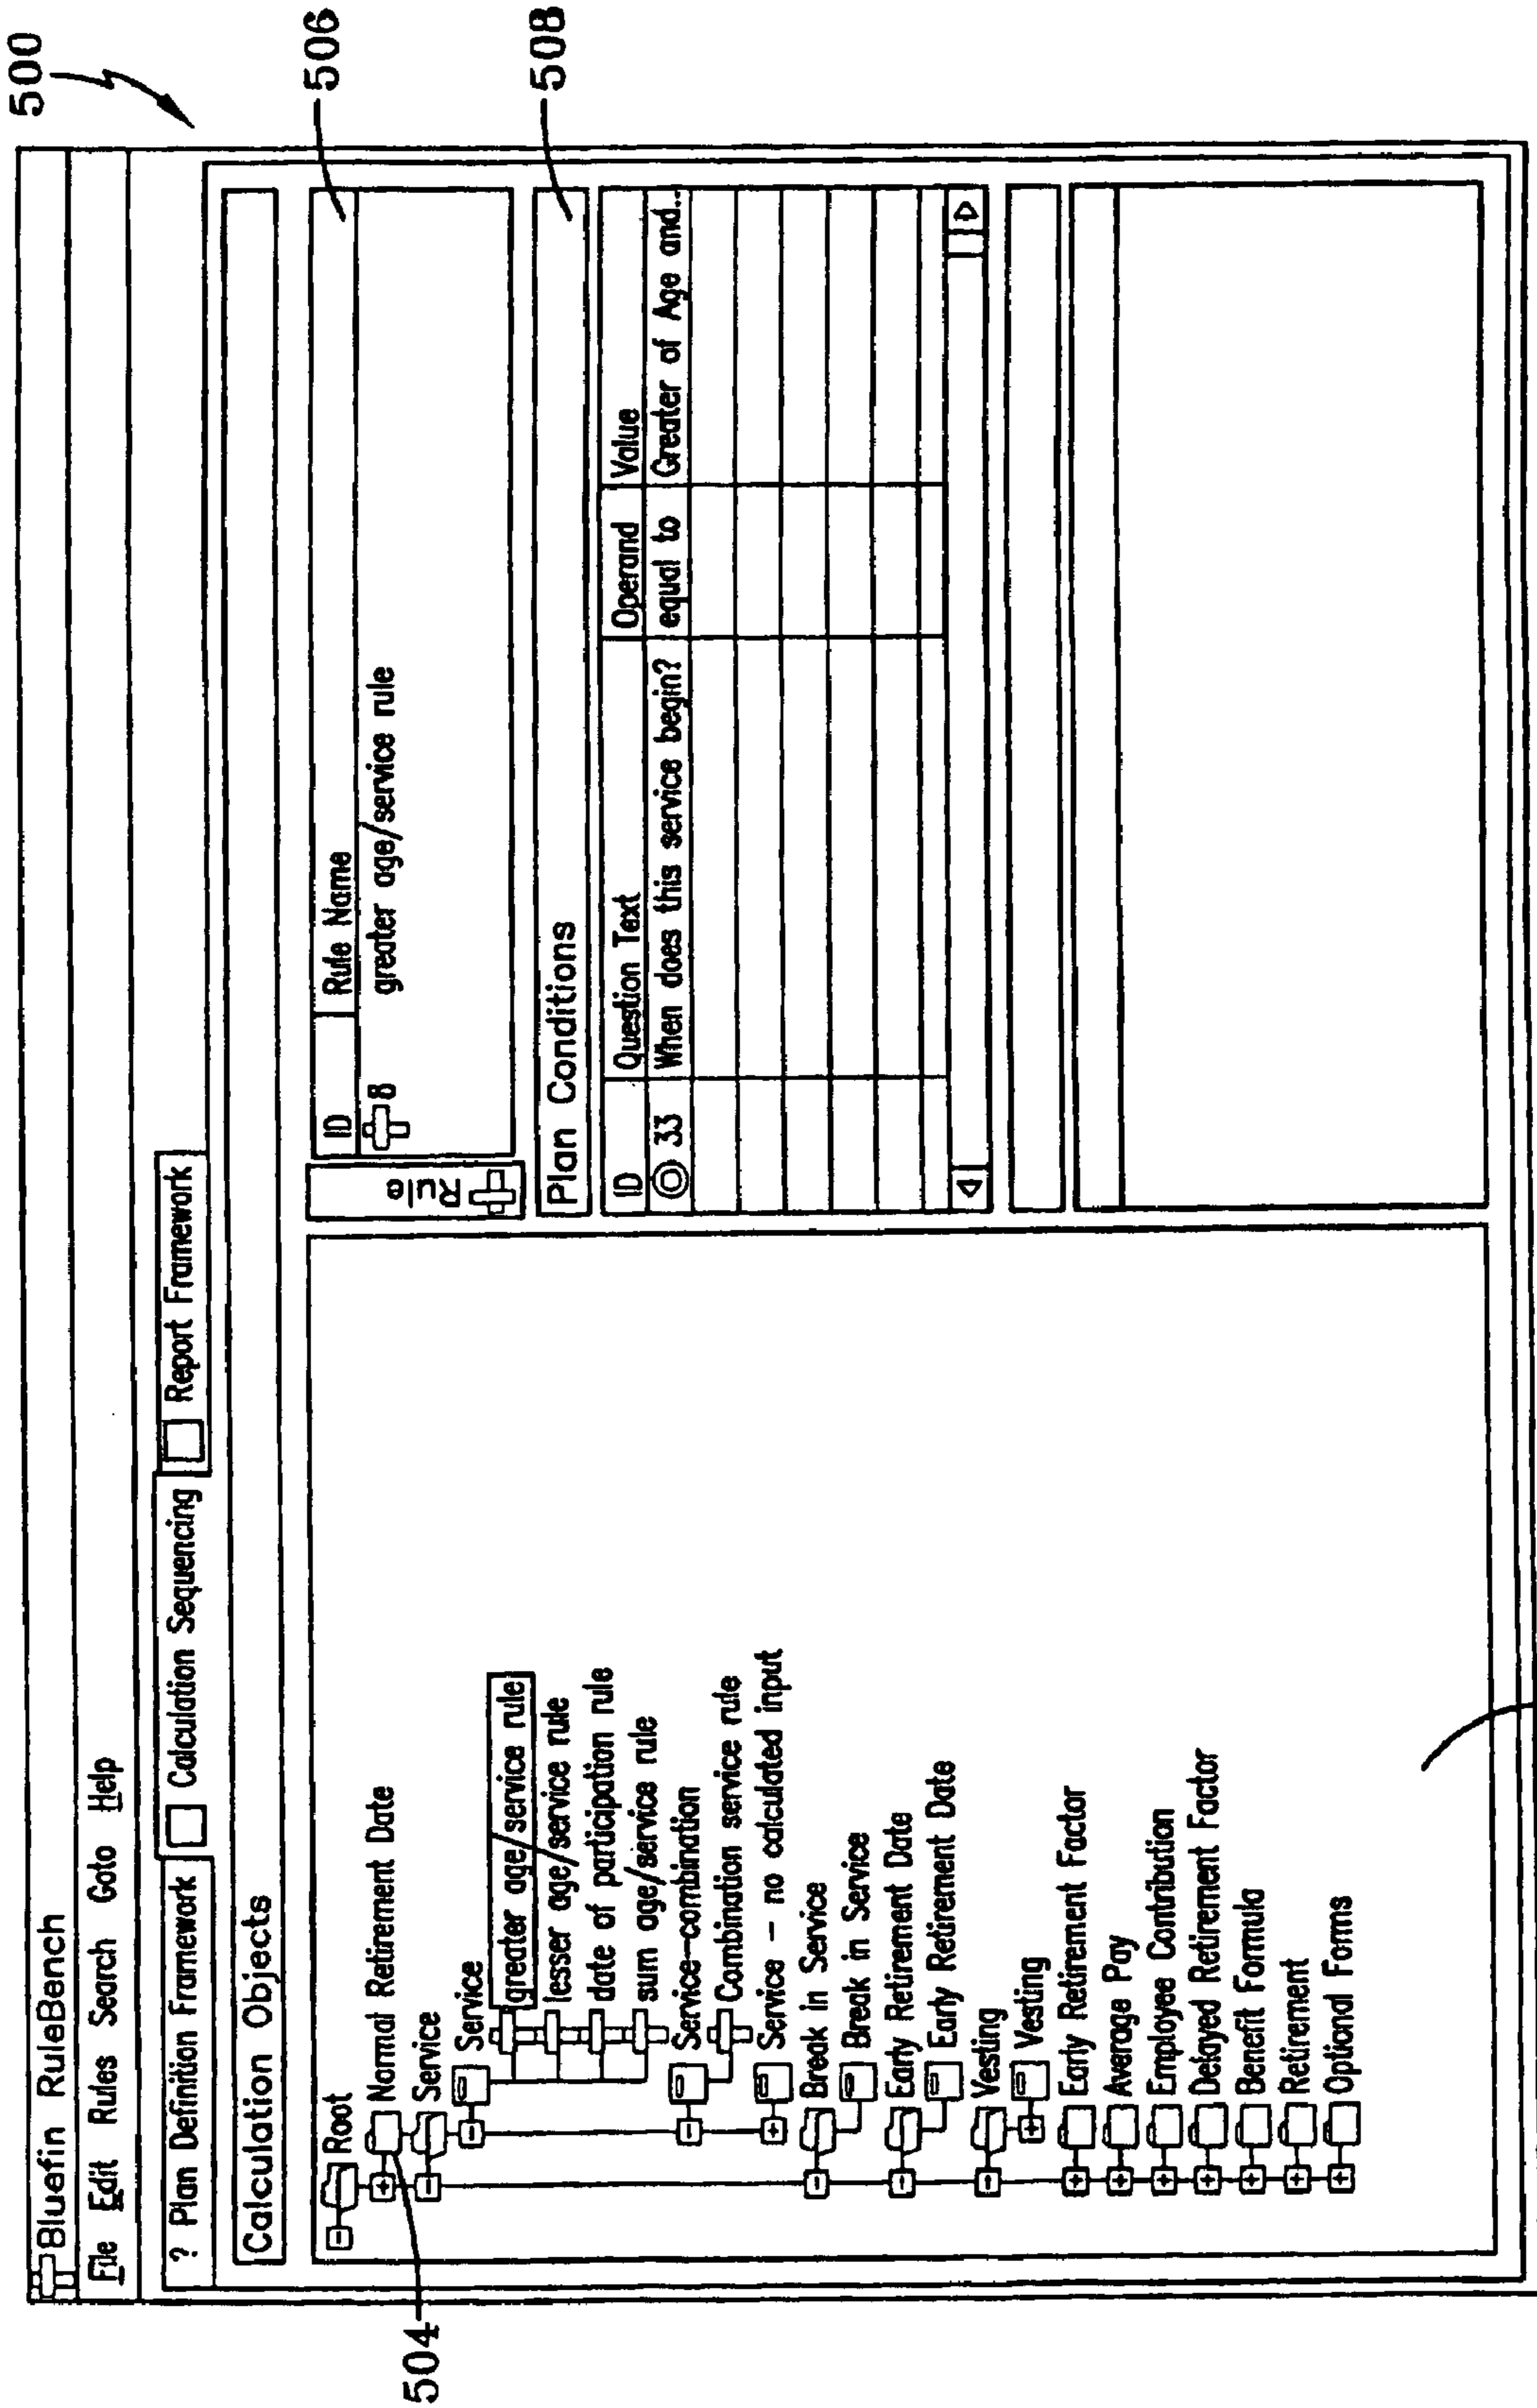 500
Bluefin RuleBench
File Edit Rules Search Goto Help
? Plan Definition Framework
Calculation Sequencing
Report Framework
Calculation Objects
Root
Normal Retirement Date
Service
Service
greater age/service rule
lesser age/service rule
date of participation rule
sum age/service rule
Service-combination
Combination service rule
Service - no calculated input
Break in Service
Break in Service
Early Retirement Date
Early Retirement Date
Vesting
Vesting
Early Retirement Factor
Average Pay
Employee Contribution
Delayed Retirement Factor
Benefit Formula
Retirement
Optional Forms
504
Rule
ID Rule Name
8 greater age/service rule
506
Plan Conditions
508
ID Question Text Operand Value
33 When does this service begin? equal to Greater of Age and...